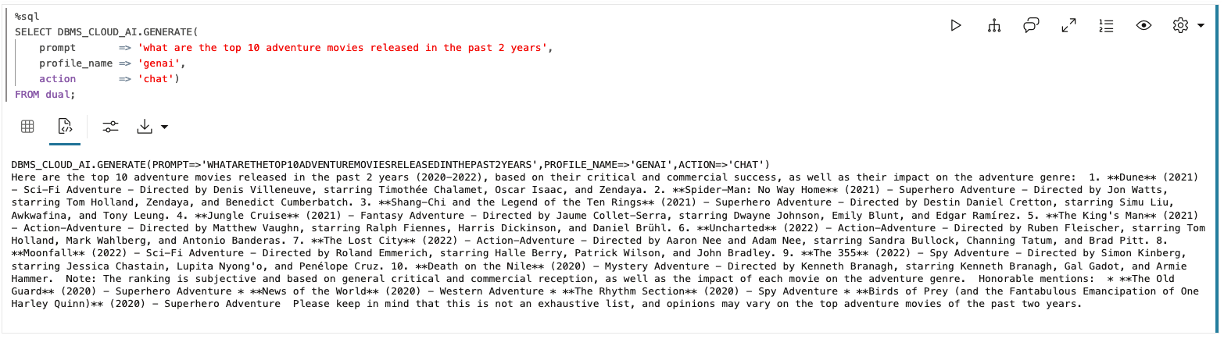 %sql
SELECT DBMS_CLOUD_AI.GENERATE(
prompt => 'what are the top 10 adventure movies released in the past 2 years',
profile_name => 'genai',
action => 'chat')
FROM dual;
DBMS_CLOUD_AI.GENERATE(PROMPT=>'WHATARETHETOP10ADVENTUREMOVIESRELEASEDINTHEPAST2YEARS',PROFILE_NAME=>'GENAI',ACTION=>'CHAT')
Here are the top 10 adventure movies released in the past 2 years (2020-2022), based on their critical and commercial success, as well as their impact on the adventure genre:  1. **Dune** (2021)
- Sci-Fi Adventure - Directed by Denis Villeneuve, starring Timothée Chalamet, Oscar Isaac, and Zendaya. 2. **Spider-Man: No Way Home** (2021) - Superhero Adventure - Directed by Jon Watts,
starring Tom Holland, Zendaya, and Benedict Cumberbatch. 3. **Shang-Chi and the Legend of the Ten Rings** (2021) - Superhero Adventure - Directed by Destin Daniel Cretton, starring Simu Liu,
Awkwafina, and Tony Leung. 4. **Jungle Cruise** (2021) - Fantasy Adventure - Directed by Jaume Collet-Serra, starring Dwayne Johnson, Emily Blunt, and Edgar Ramírez. 5. **The King's Man** (2021)
- Action-Adventure - Directed by Matthew Vaughn, starring Ralph Fiennes, Harris Dickinson, and Daniel Brühl. 6. **Uncharted** (2022) - Action-Adventure - Directed by Ruben Fleischer, starring Tom
Holland, Mark Wahlberg, and Antonio Banderas. 7. **The Lost City** (2022) - Action-Adventure - Directed by Aaron Nee and Adam Nee, starring Sandra Bullock, Channing Tatum, and Brad Pitt. 8.
**Moonfall** (2022) - Sci-Fi Adventure - Directed by Roland Emmerich, starring Halle Berry, Patrick Wilson, and John Bradley. 9. **The 355** (2022) - Spy Adventure - Directed by Simon Kinberg,
starring Jessica Chastain, Lupita Nyong'o, and Penélope Cruz. 10. **Death on the Nile** (2020) - Mystery Adventure - Directed by Kenneth Branagh, starring Kenneth Branagh, Gal Gadot, and Armie
Hammer.  Note: The ranking is subjective and based on general critical and commercial reception, as well as the impact of each movie on the adventure genre.  Honorable mentions:  * **The Old
Guard** (2020) - Superhero Adventure * **News of the World** (2020) - Western Adventure * **The Rhythm Section** (2020) - Spy Adventure * **Birds of Prey (and the Fantabulous Emancipation of One
Harley Quinn)** (2020) - Superhero Adventure  Please keep in mind that this is not an exhaustive list, and opinions may vary on the top adventure movies of the past two years.